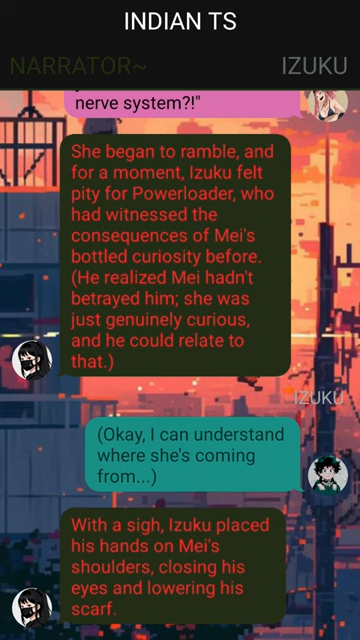 INDIAN TS
NARRATOR~ IZUKU
nerve system?!"
She began to ramble, and
for a moment, Izuku felt
pity for Powerloader, who
had witnessed the
consequences of Mei's
bottled curiosity before.
(He realized Mei hadn't
betrayed him; she was
just genuinely curious,
and he could relate to
that.)
IZUKU
(Okay, I can understand
where she's coming
from...)
With a sigh, Izuku placed
his hands on Mei's
shoulders, closing his
eyes and lowering his
scarf.